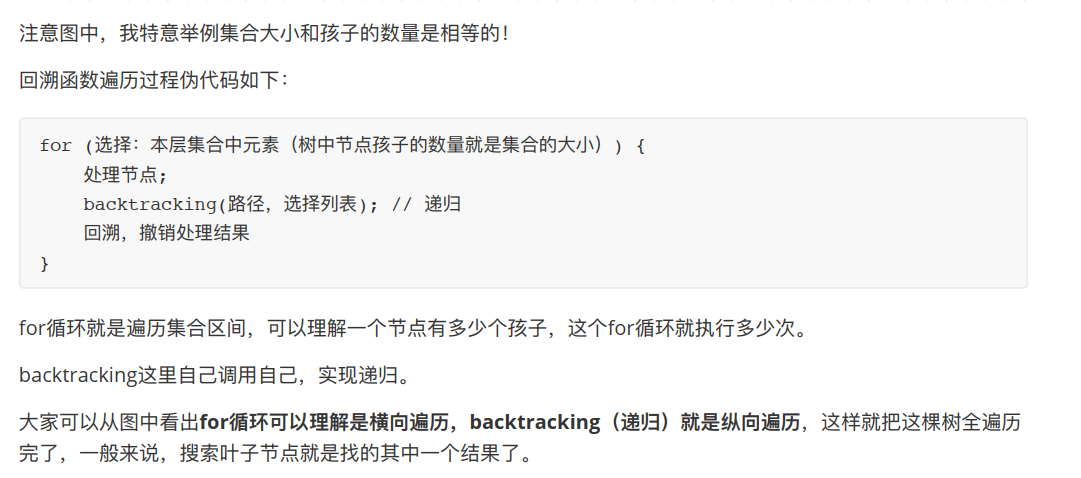 注意图中，我特意举例集合大小和孩子的数量是相等的！
回溯函数遍历过程伪代码如下：
for (选择：本层集合中元素（树中节点孩子的数量就是集合的大小）) {
    处理节点;
    backtracking(路径，选择列表); // 递归
    回溯，撤销处理结果
}
for循环就是遍历集合区间，可以理解一个节点有多少个孩子，这个for循环就执行多少次。
backtracking这里自己调用自己，实现递归。
大家可以从图中看出for循环可以理解是横向遍历，backtracking（递归）就是纵向遍历，这样就把这棵树全遍历
完了，一般来说，搜索叶子节点就是找的其中一个结果了。